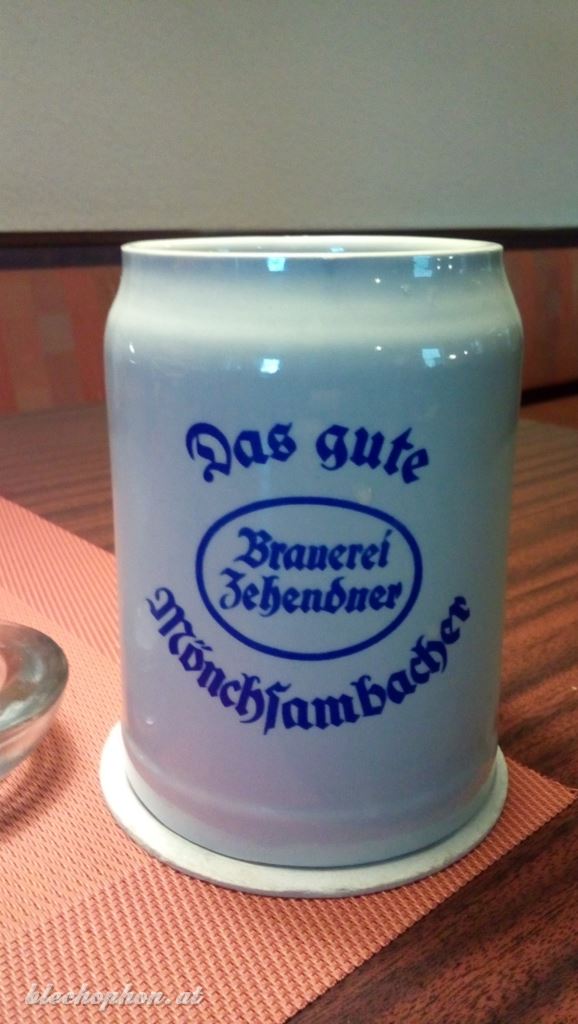 Das gute
Brauerei
Zehendner
Mönchſambacher
blechophon.at